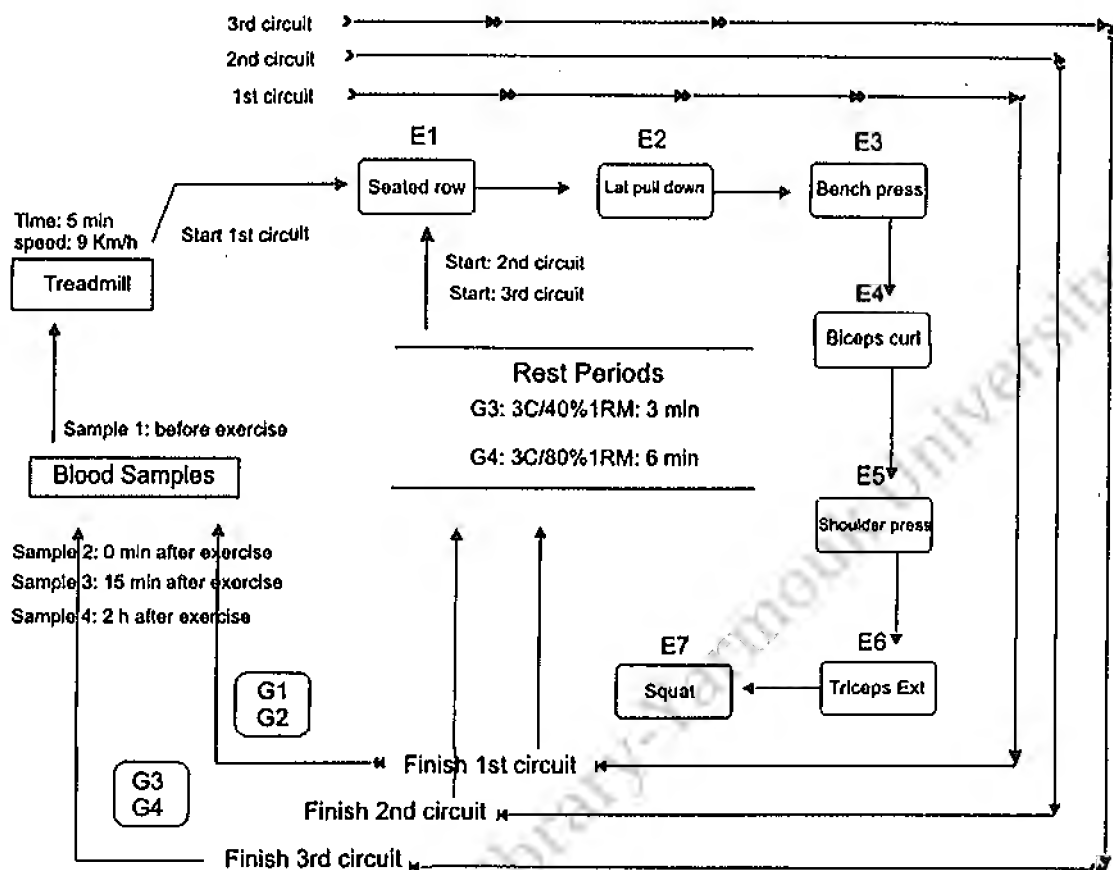 3rd circuit
2nd circuit
1st circuit
E1
E2
E3
Seated row
Lat pull down
Bench press
Time: 5 min
speed: 9 Km/h
Start 1st circuit
Treadmill
Start: 2nd circuit
Start: 3rd circuit
E4
Biceps curl
Rest Periods
G3: 3C/40%1RM: 3 min
G4: 3C/80%1RM: 6 min
Sample 1: before exercise
Blood Samples
E5
Shoulder press
Sample 2: 0 min after exercise
Sample 3: 15 min after exercise
Sample 4: 2 h after exercise
E7
E6
Squat
Triceps Ext
G1
G2
Finish 1st circuit
G3
G4
Finish 2nd circuit
Finish 3rd circuit
Library-Yarmouk University